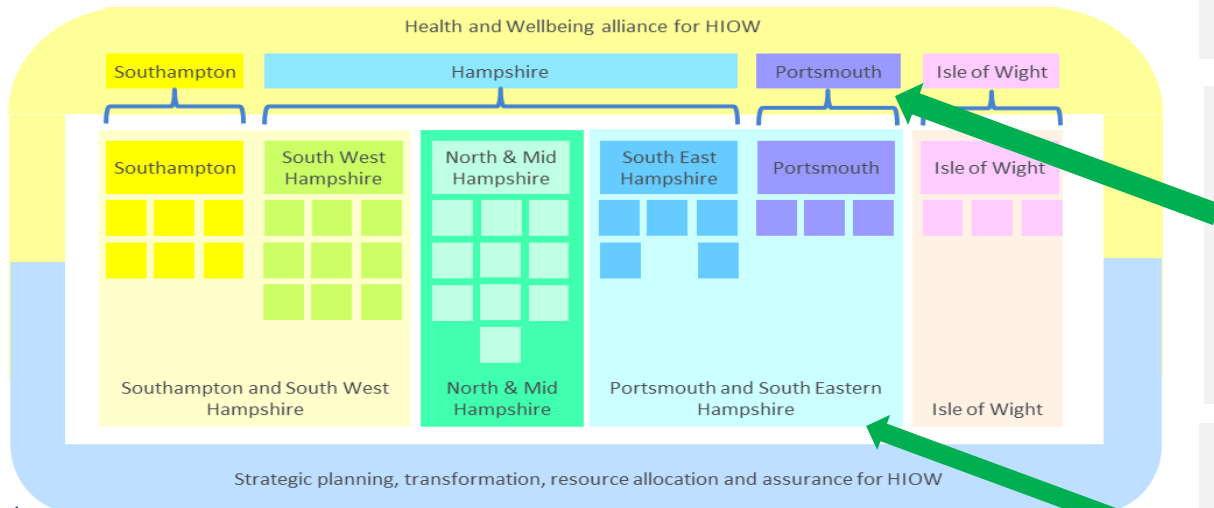 Health and Wellbeing alliance for HIOW
Southampton
Hampshire
Portsmouth
Isle of Wight
Southampton
South West
Hampshire
North & Mid
Hampshire
South East
Hampshire
Portsmouth
Isle of Wight
Southampton and South West
Hampshire
North & Mid
Hampshire
Portsmouth and South Eastern
Hampshire
Isle of Wight
Strategic planning, transformation, resource allocation and assurance for HIOW